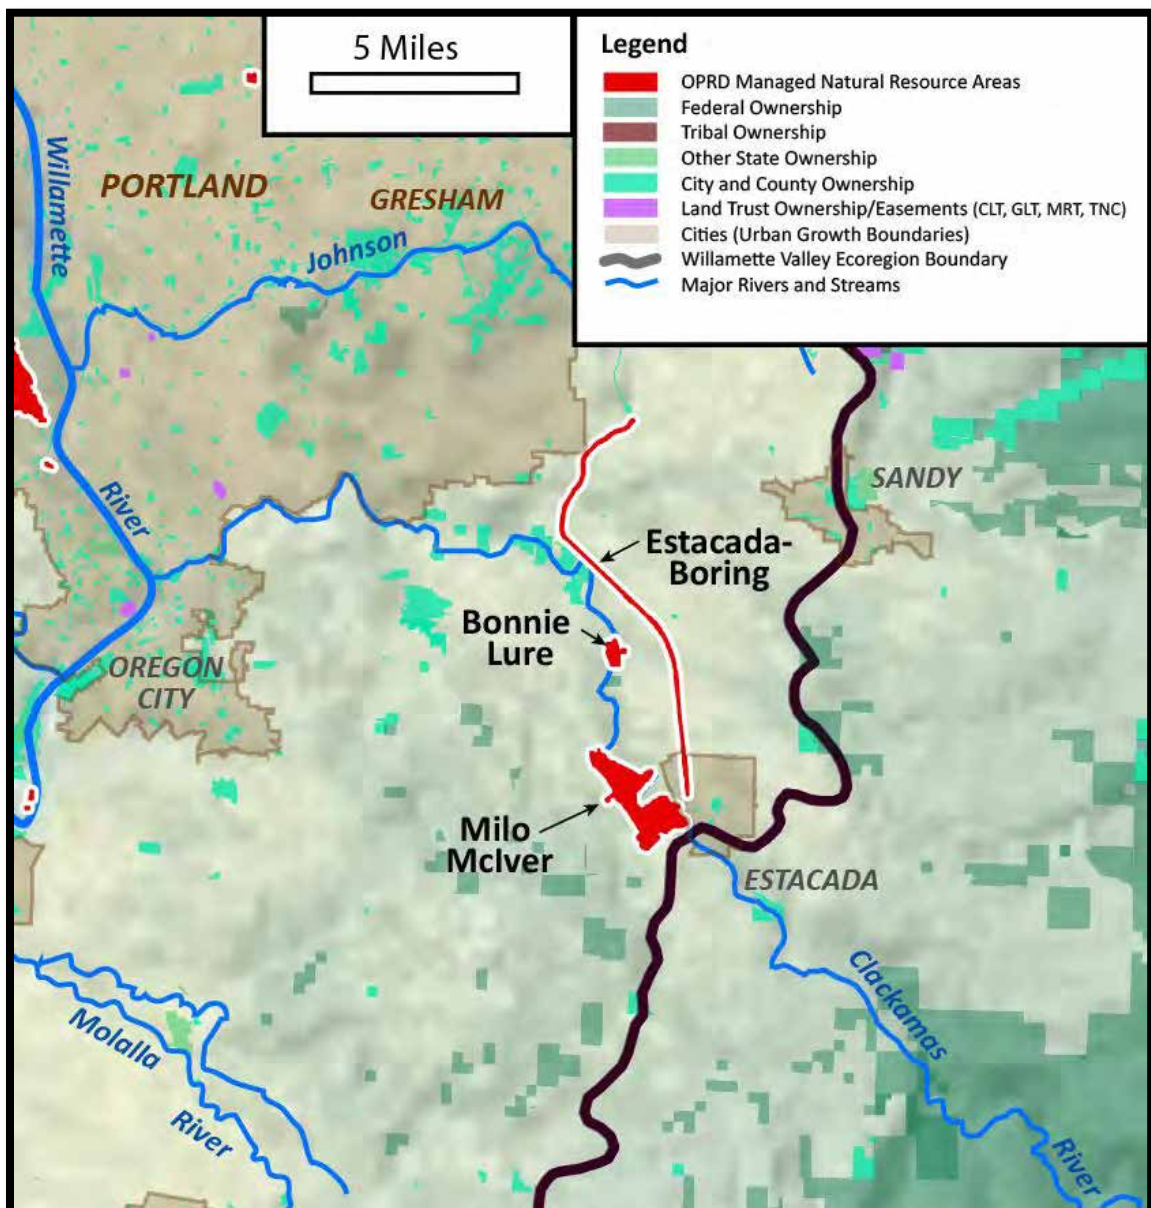 5 Miles
Legend
OPRD Managed Natural Resource Areas
Federal Ownership
Tribal Ownership
Other State Ownership
City and County Ownership
Land Trust Ownership/Easements (CLT, GLT, MRT, TNC)
Cities (Urban Growth Boundaries)
Willamette Valley Ecoregion Boundary
Major Rivers and Streams
Willamette
River
PORTLAND
GRESHAM
Johnson
SANDY
Estacada-
Boring
Bonnie
Lure
OREGON
CITY
Milo
McIver
ESTACADA
Clackamas
River
Molalla
River